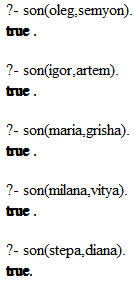 ?- son(oleg,semyon).
true .
?- son(igor,artem).
true .
?- son(maria,grisha).
true .
?- son(milana,vitya).
true .
?- son(stepa,diana).
true.